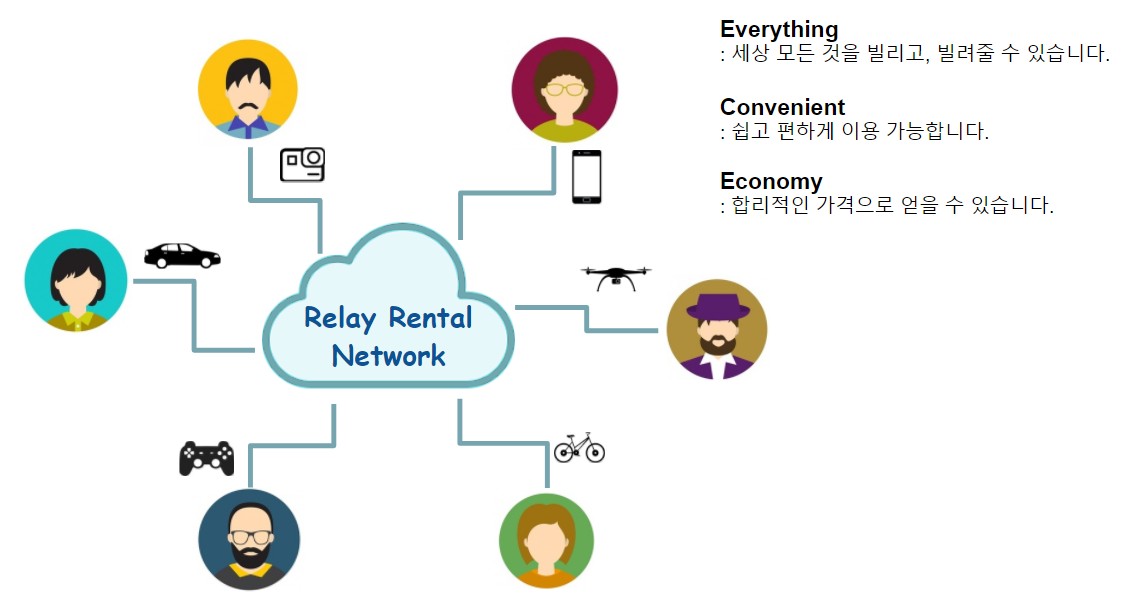 Everything
: 세상 모든 것을 빌리고, 빌려줄 수 있습니다.
Convenient
: 쉽고 편하게 이용 가능합니다.
Economy
: 합리적인 가격으로 얻을 수 있습니다.
Relay Rental
Network